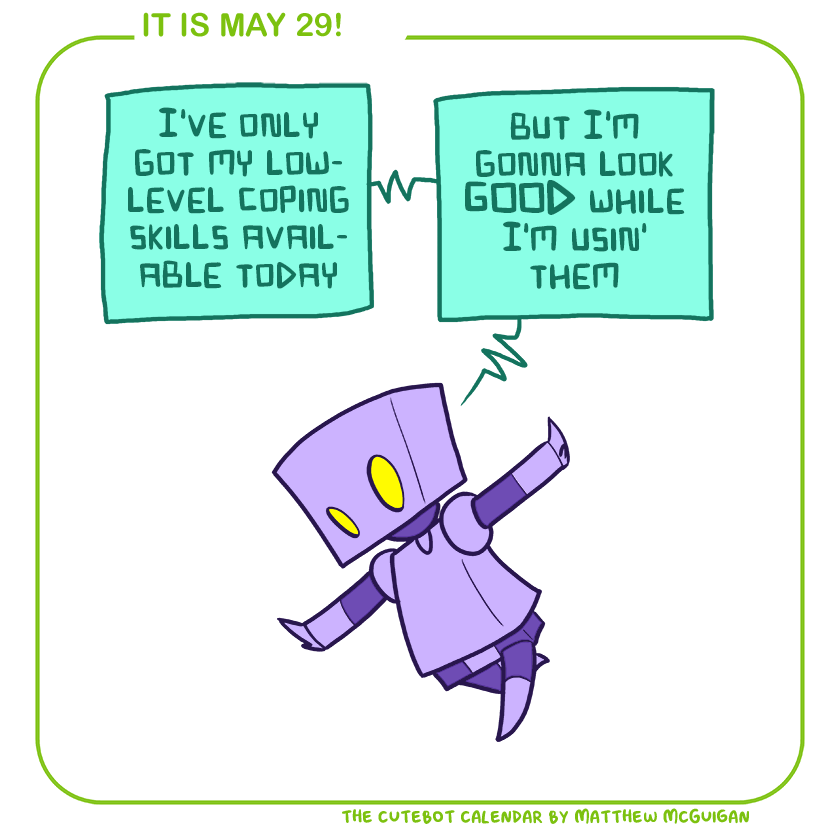 IT IS MAY 29!
I'VE ONLY
GOT MY LOW-
LEVEL COPING
SKILLS AVAIL-
ABLE TODAY
BUT I'M
GONNA LOOK
GOOD WHILE
I'M USIN'
THEM
THE CUTEBOT CALENDAR BY MATTHEW MCGUIGAN